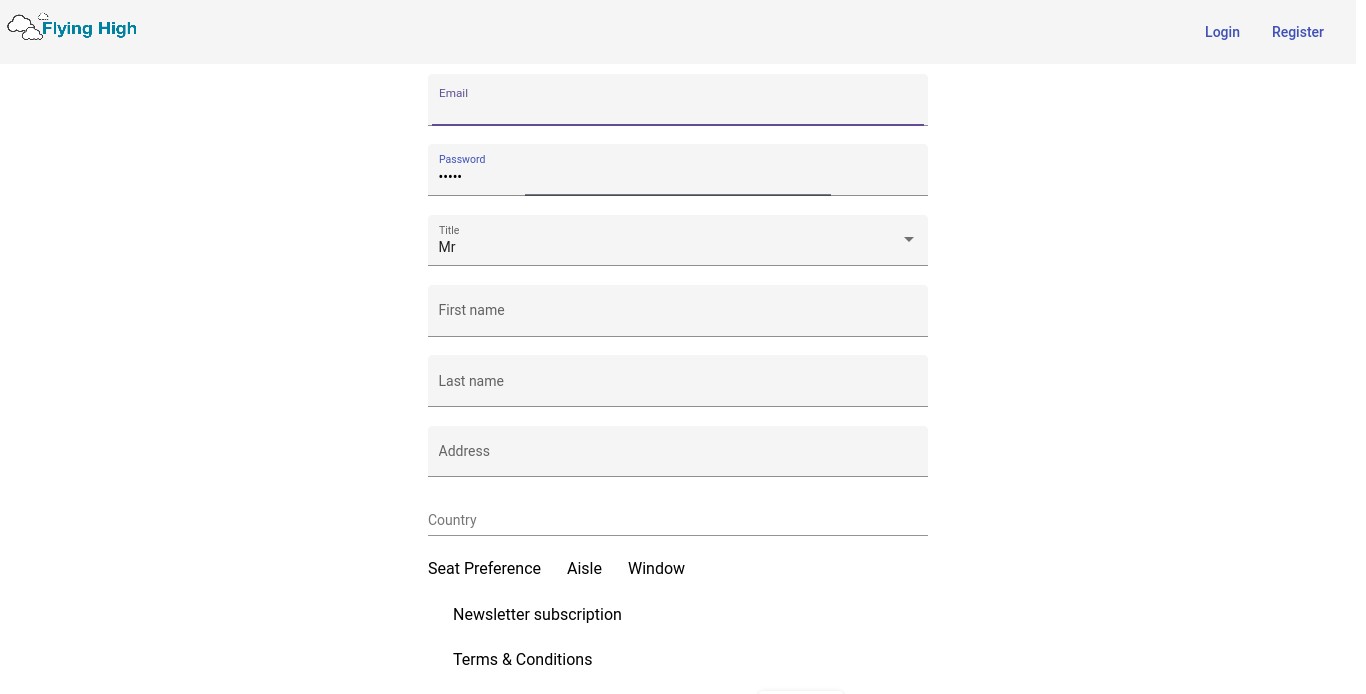 Flying High
Login Register
Email
Password
•••••
Title
Mr
First name
Last name
Address
Country
Seat Preference Aisle Window
Newsletter subscription
Terms & Conditions